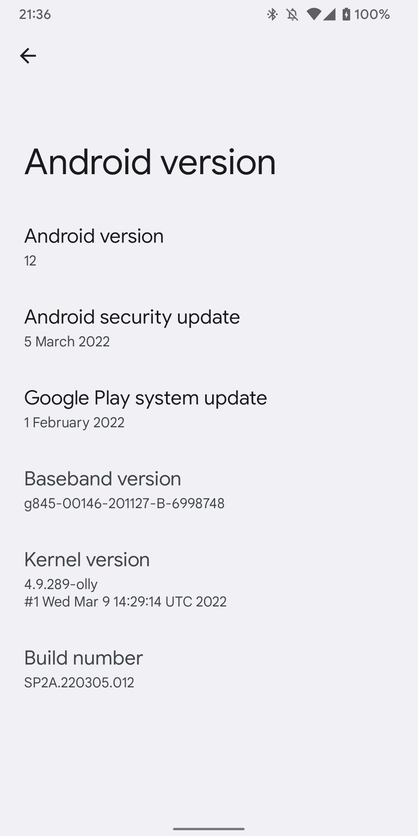 21:36
100%
Android version
Android version
12
Android security update
5 March 2022
Google Play system update
1 February 2022
Baseband version
g845-00146-201127-B-6998748
Kernel version
4.9.289-olly
#1 Wed Mar 9 14:29:14 UTC 2022
Build number
SP2A.220305.012